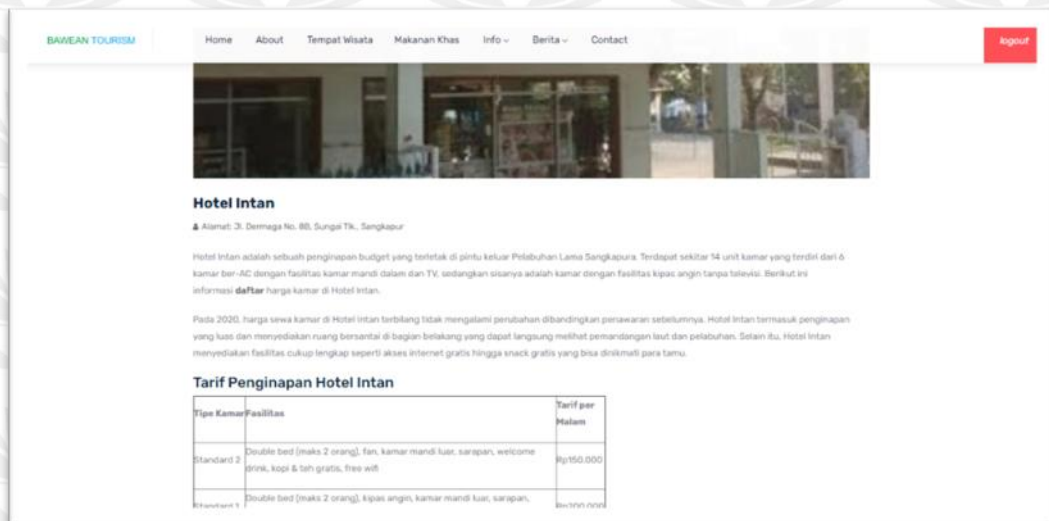 BAWEAN TOURISM
Home About Tempat Wisata Makanan Khas Info Berita Contact
logout
Hotel Intan
Alamat: Jl. Dermaga No. 88, Sungai Tlk., Sangkapur
Hotel Intan adalah sebuah penginapan budget yang terletak di pintu keluar Pelabuhan Lama Sangkapura. Terdapat sekitar 14 unit kamar yang terdiri dari 6
kamar ber-AC dengan fasilitas kamar mandi dalam dan TV, sedangkan sisanya adalah kamar dengan fasilitas kipas angin tanpa televisi. Berikut ini
informasi daftar harga kamar di Hotel Intan.
Pada 2020, harga sewa kamar di Hotel Intan terbilang tidak mengalami perubahan dibandingkan penawaran sebelumnya. Hotel Intan termasuk penginapan
yang luas dan menyediakan ruang bersantai di bagian belakang yang dapat langsung melihat pemandangan laut dan pelabuhan. Selain itu, Hotel Intan
menyediakan fasilitas cukup lengkap seperti akses internet gratis hingga snack gratis yang bisa dinikmati para tamu.
Tarif Penginapan Hotel Intan
Tipe Kamar Fasilitas Tarif per
Malam
Standard 2 Double bed (maks 2 orang), fan, kamar mandi luar, sarapan, welcome
drink, kopi & teh gratis, free wifi Rp150.000
Standard 1 Double bed (maks 2 orang), kipas angin, kamar mandi luar, sarapan, Rp200.000